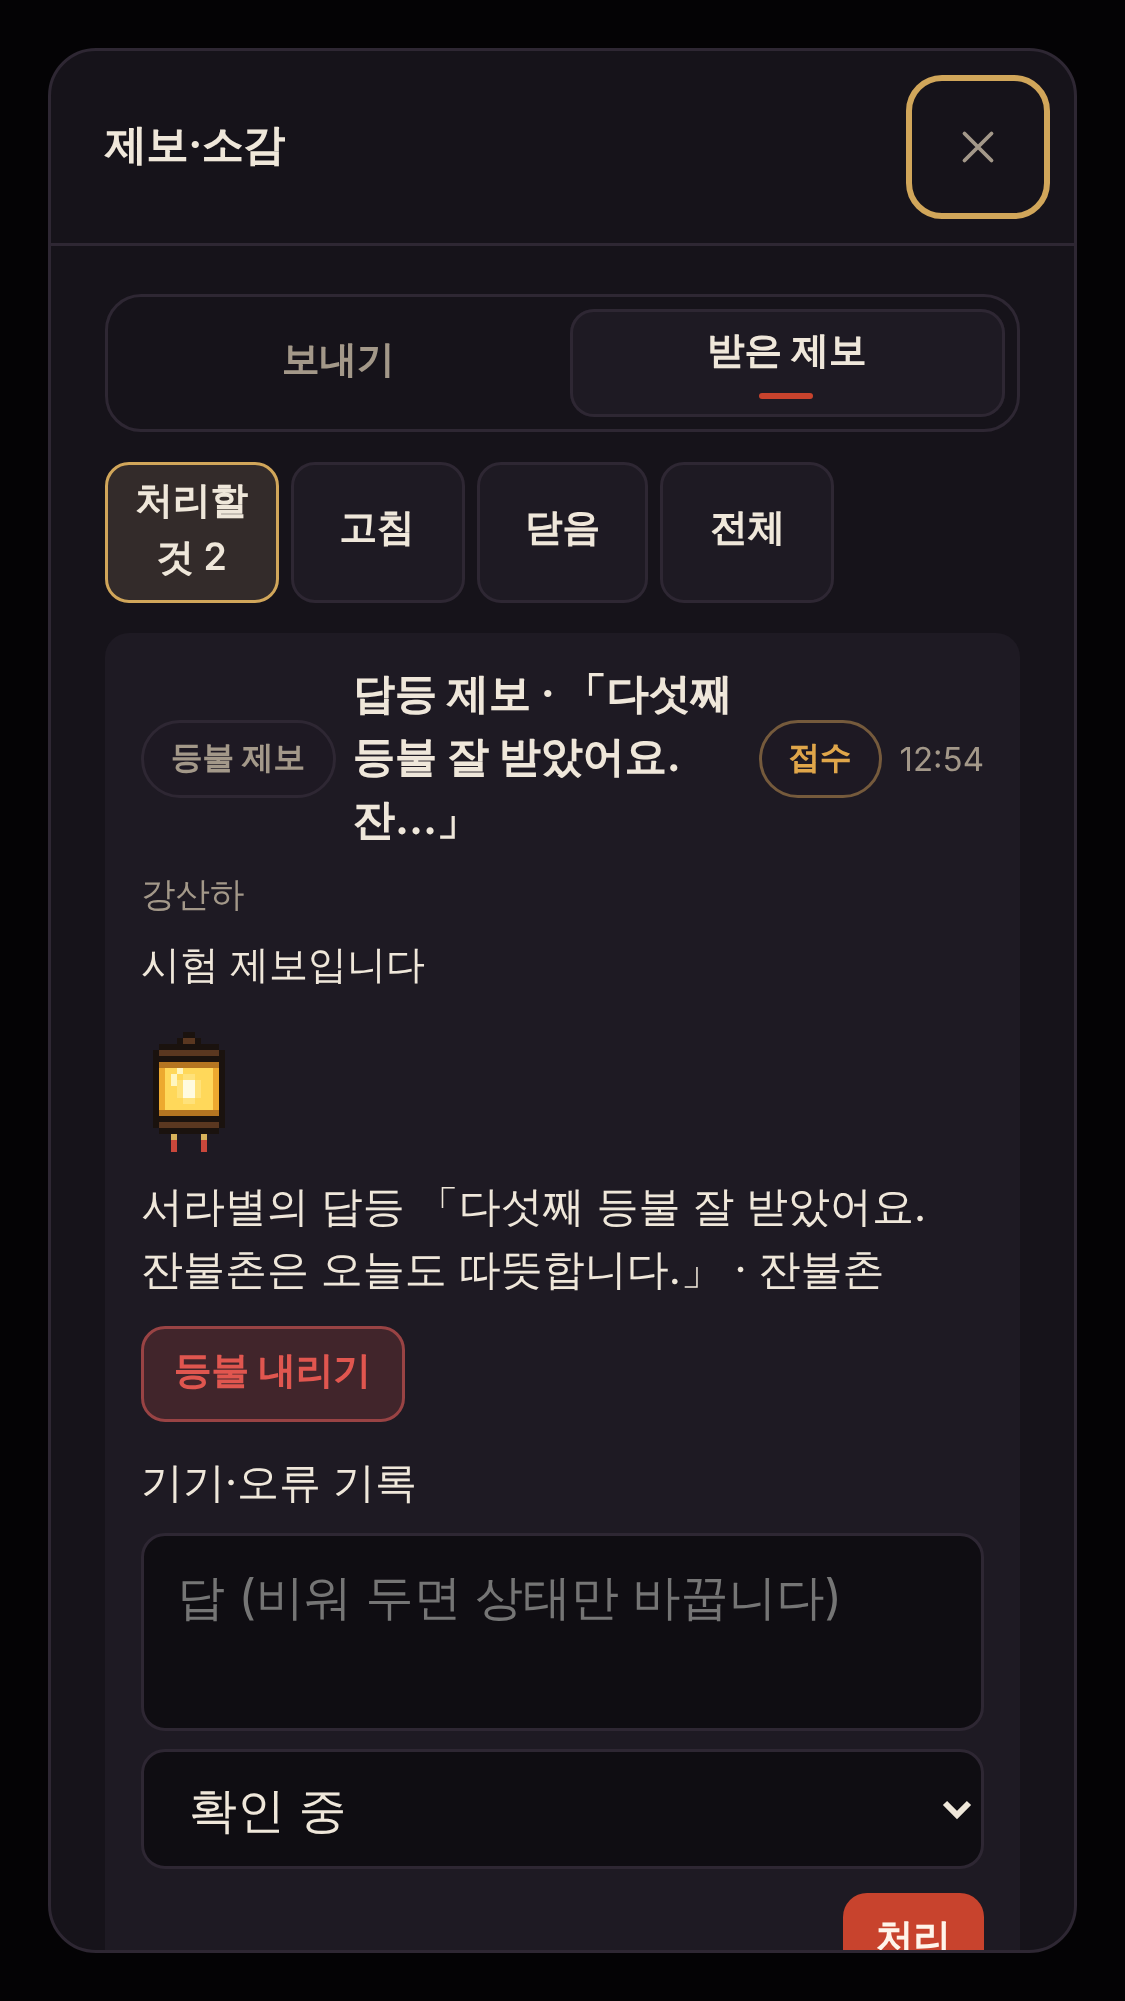 제보·소감
보내기
받은 제보
처리할
것 2
고침
닫음
전체
등불 제보
답등 제보 · 「다섯째
등불 잘 받았어요.
잔…」
접수
12:54
강산하
시험 제보입니다
서라벌의 답등 「다섯째 등불 잘 받았어요.
잔불촌은 오늘도 따뜻합니다.」 · 잔불촌
등불 내리기
기기·오류 기록
답 (비워 두면 상태만 바꿉니다)
확인 중
처리